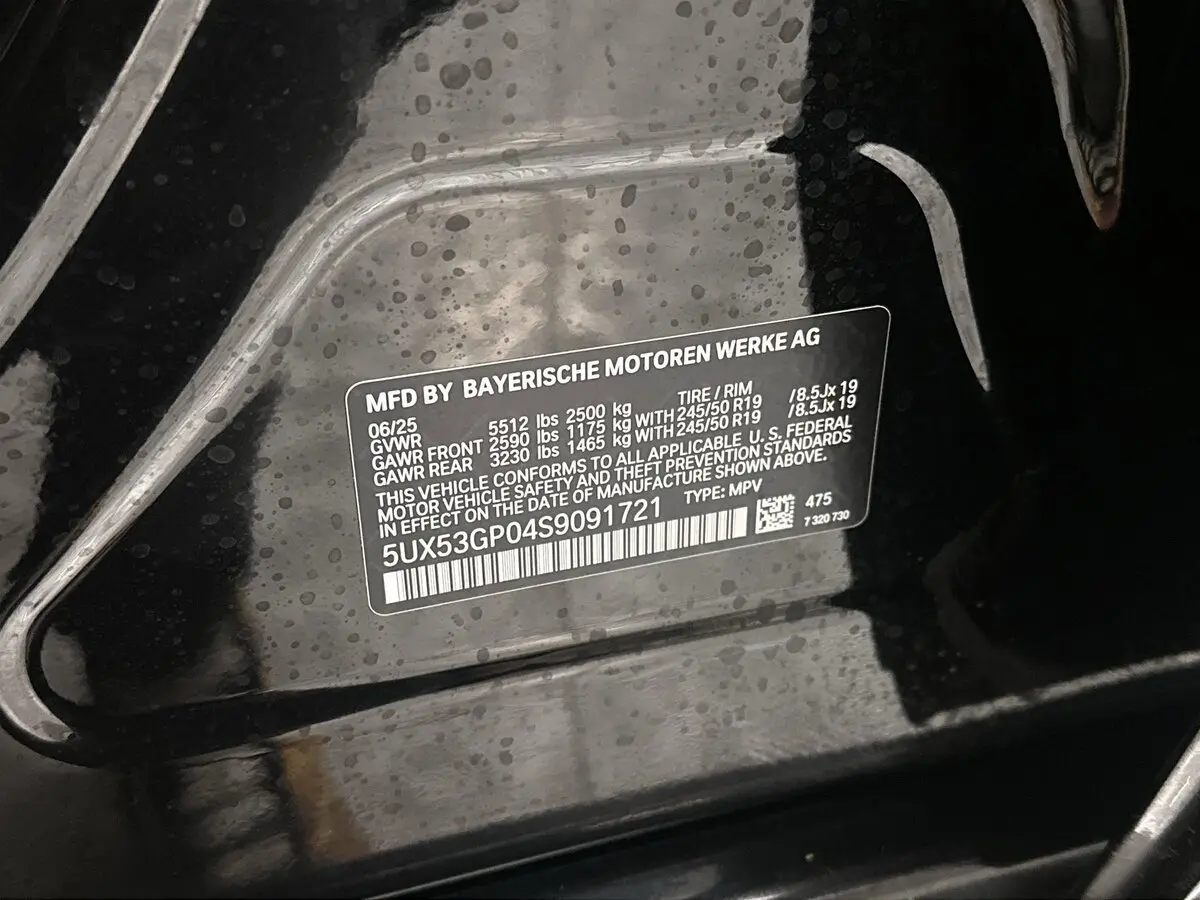 MFD BY BAYERISCHE MOTOREN WERKE AG
06/25 5512 lbs 2500 kg TIRE / RIM
GVWR 2590 lbs 1175 kg WITH 245/50 R19 /8.5Jx 19
GAWR FRONT 3230 lbs 1465 kg WITH 245/50 R19 /8.5Jx 19
GAWR REAR
THIS VEHICLE CONFORMS TO ALL APPLICABLE U. S. FEDERAL
MOTOR VEHICLE SAFETY AND THEFT PREVENTION STANDARDS
IN EFFECT ON THE DATE OF MANUFACTURE SHOWN ABOVE.
5UX53GP04S9091721 TYPE: MPV
475
7 320 730